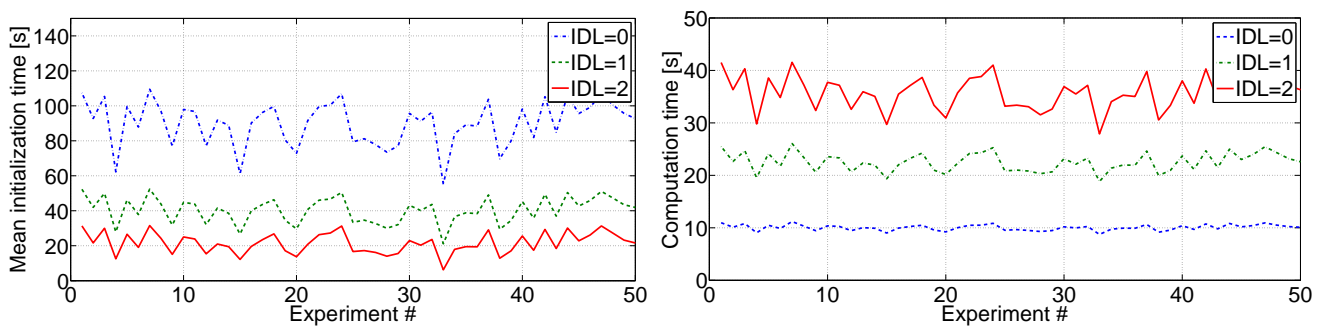 Mean initialization time [s]
140
120
100
80
60
40
20
0
0 10 20 30 40 50
Experiment #
IDL=0
IDL=1
IDL=2
Computation time [s]
50
40
30
20
10
0
0 10 20 30 40 50
Experiment #
IDL=0
IDL=1
IDL=2